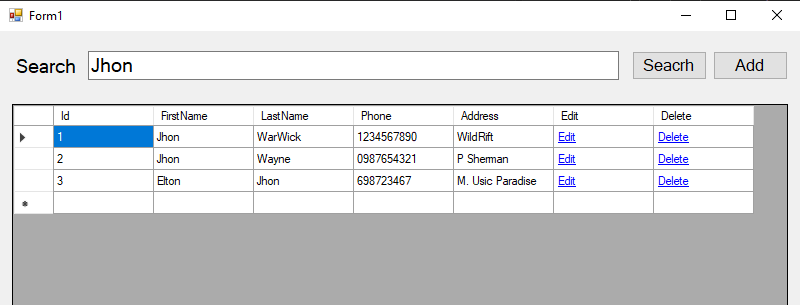 Form1
Search Jhon Seacrh Add
Id FirstName LastName Phone Address Edit Delete
1 Jhon WarWick 1234567890 WildRift Edit Delete
2 Jhon Wayne 0987654321 P Sherman Edit Delete
3 Elton Jhon 698723467 M. Usic Paradise Edit Delete